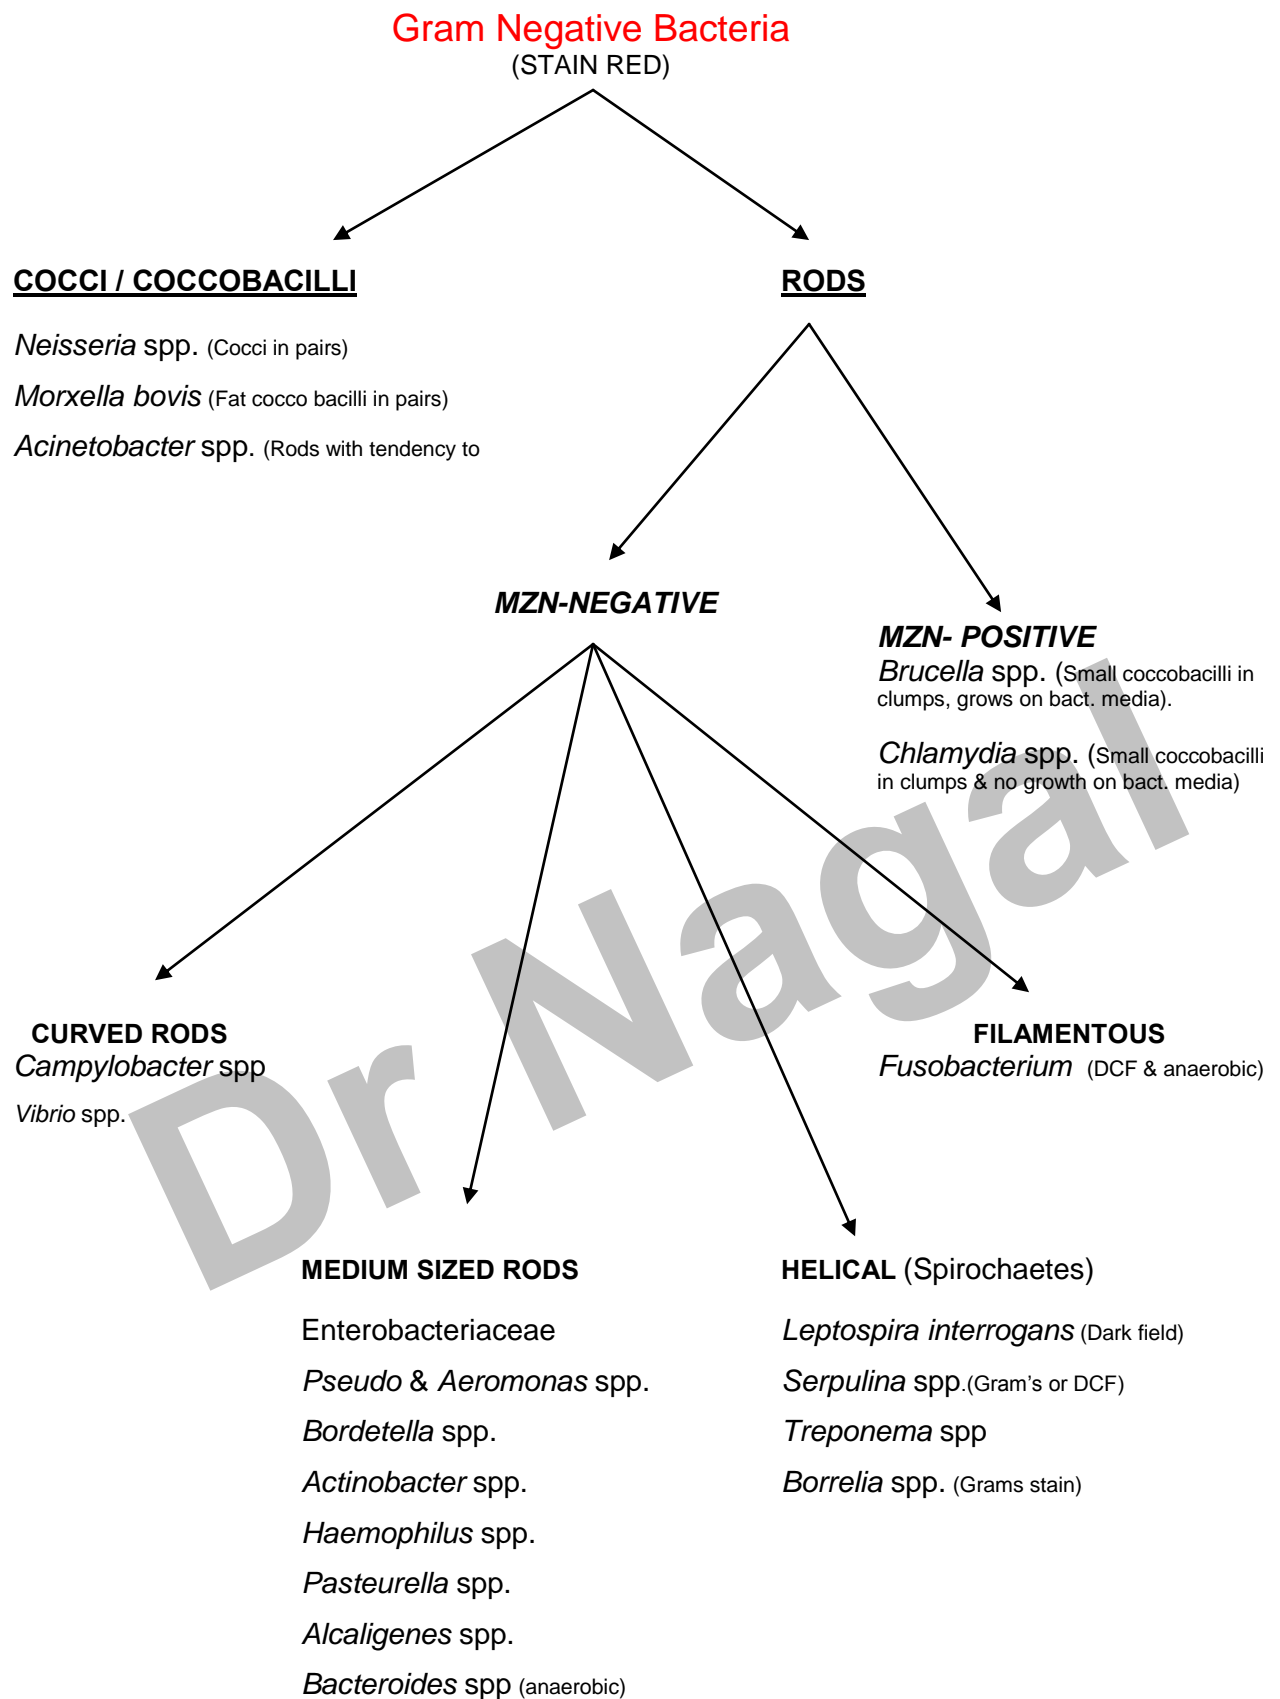 Gram Negative Bacteria
(STAIN RED)
COCCI / COCCOBACILLI
Neisseria spp. (Cocci in pairs)
Morxella bovis (Fat cocco bacilli in pairs)
Acinetobacter spp. (Rods with tendency to
RODS
MZN-NEGATIVE
MZN- POSITIVE
Brucella spp. (Small coccobacilli in
clumps, grows on bact. media).
Chlamydia spp. (Small coccobacilli
in clumps & no growth on bact. media)
CURVED RODS
Campylobacter spp
Vibrio spp.
FILAMENTOUS
Fusobacterium (DCF & anaerobic)
MEDIUM SIZED RODS
Enterobacteriaceae
Pseudo & Aeromonas spp.
Bordetella spp.
Actinobacter spp.
Haemophilus spp.
Pasteurella spp.
Alcaligenes spp.
Bacteroides spp (anaerobic)
HELICAL (Spirochaetes)
Leptospira interrogans (Dark field)
Serpulina spp.(Gram's or DCF)
Treponema spp
Borrelia spp. (Grams stain)
Dr Nagal